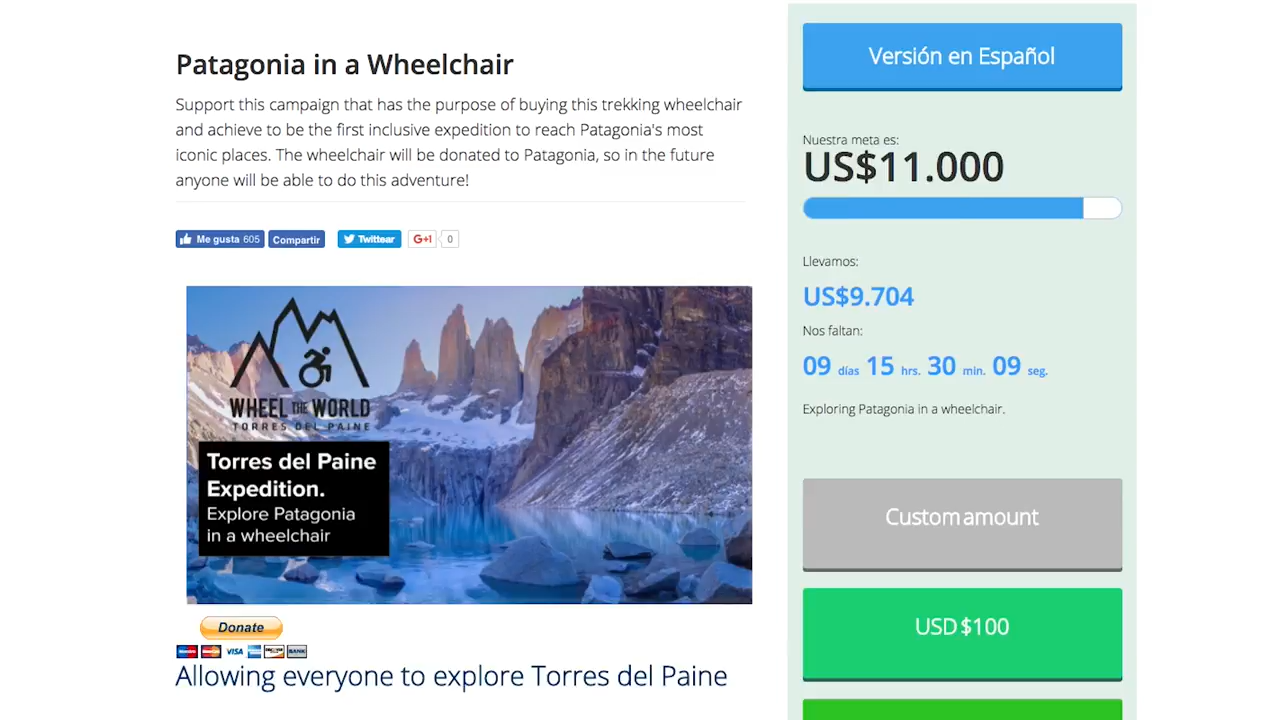 Patagonia in a Wheelchair
Support this campaign that has the purpose of buying this trekking wheelchair
and achieve to be the first inclusive expedition to reach Patagonia's most
iconic places. The wheelchair will be donated to Patagonia, so in the future
anyone will be able to do this adventure!
Me gusta 605 Compartir Twittear G+1 0
WHEEL THE WORLD
TORRES DEL PAINE
Torres del Paine
Expedition.
Explore Patagonia
in a wheelchair
Donate
VISA
BANK
Allowing everyone to explore Torres del Paine
Versión en Español
Nuestra meta es:
US$11.000
Llevamos:
US$9.704
Nos faltan:
09 días 15 hrs. 30 min. 09 seg.
Exploring Patagonia in a wheelchair.
Custom amount
USD $100